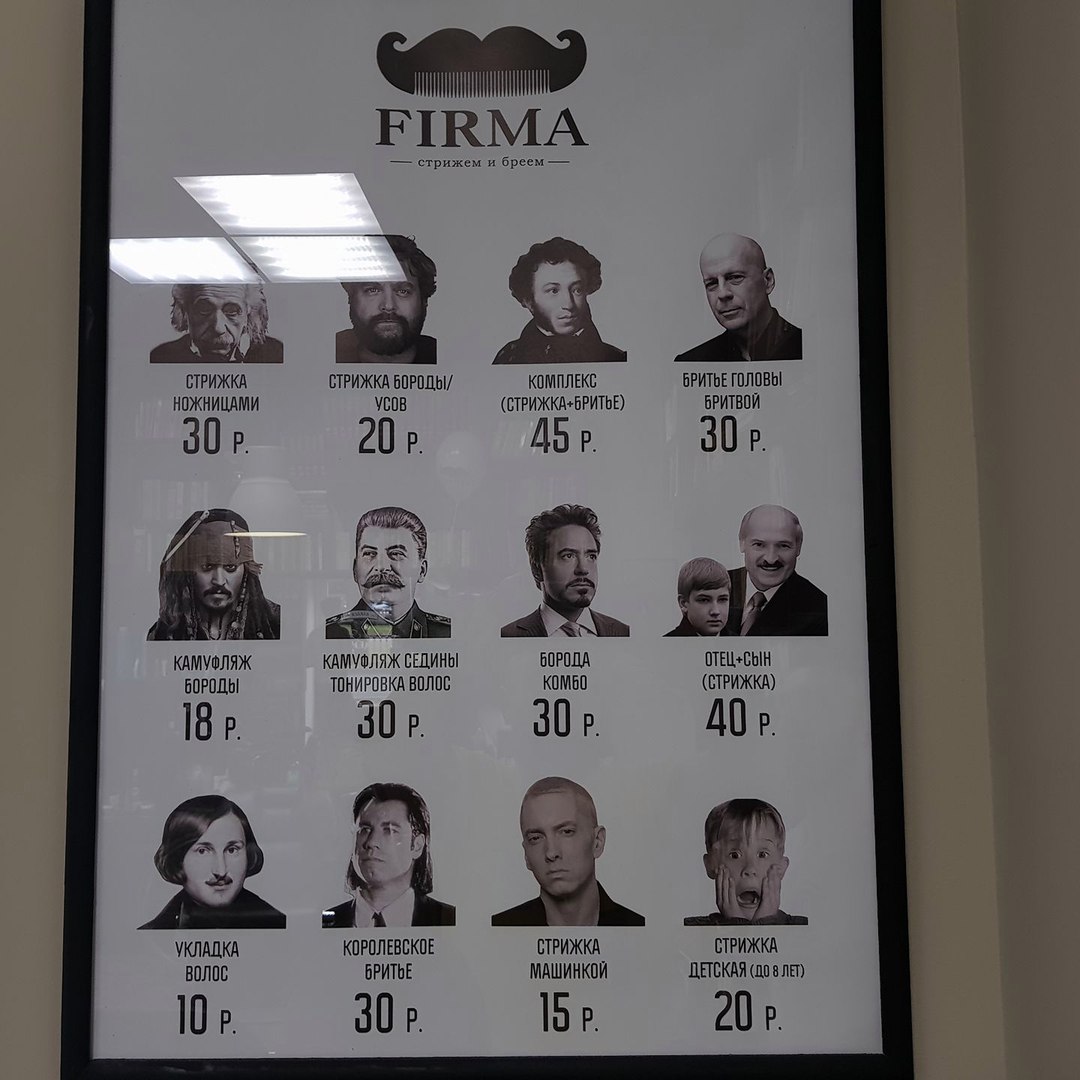 FIRMA
стрижем и бреем
СТРИЖКА
НОЖНИЦАМИ
30 Р.
СТРИЖКА БОРОДЫ/
УСОВ
20 Р.
КОМПЛЕКС
(СТРИЖКА+БРИТЬЕ)
45 Р.
БРИТЬЕ ГОЛОВЫ
БРИТВОЙ
30 Р.
КАМУФЛЯЖ
БОРОДЫ
18 Р.
КАМУФЛЯЖ СЕДИНЫ
ТОНИРОВКА ВОЛОС
30 Р.
БОРОДА
КОМБО
30 Р.
ОТЕЦ+СЫН
(СТРИЖКА)
40 Р.
УКЛАДКА
ВОЛОС
10 Р.
КОРОЛЕВСКОЕ
БРИТЬЕ
30 Р.
СТРИЖКА
МАШИНКОЙ
15 Р.
СТРИЖКА
ДЕТСКАЯ (ДО 8 ЛЕТ)
20 Р.